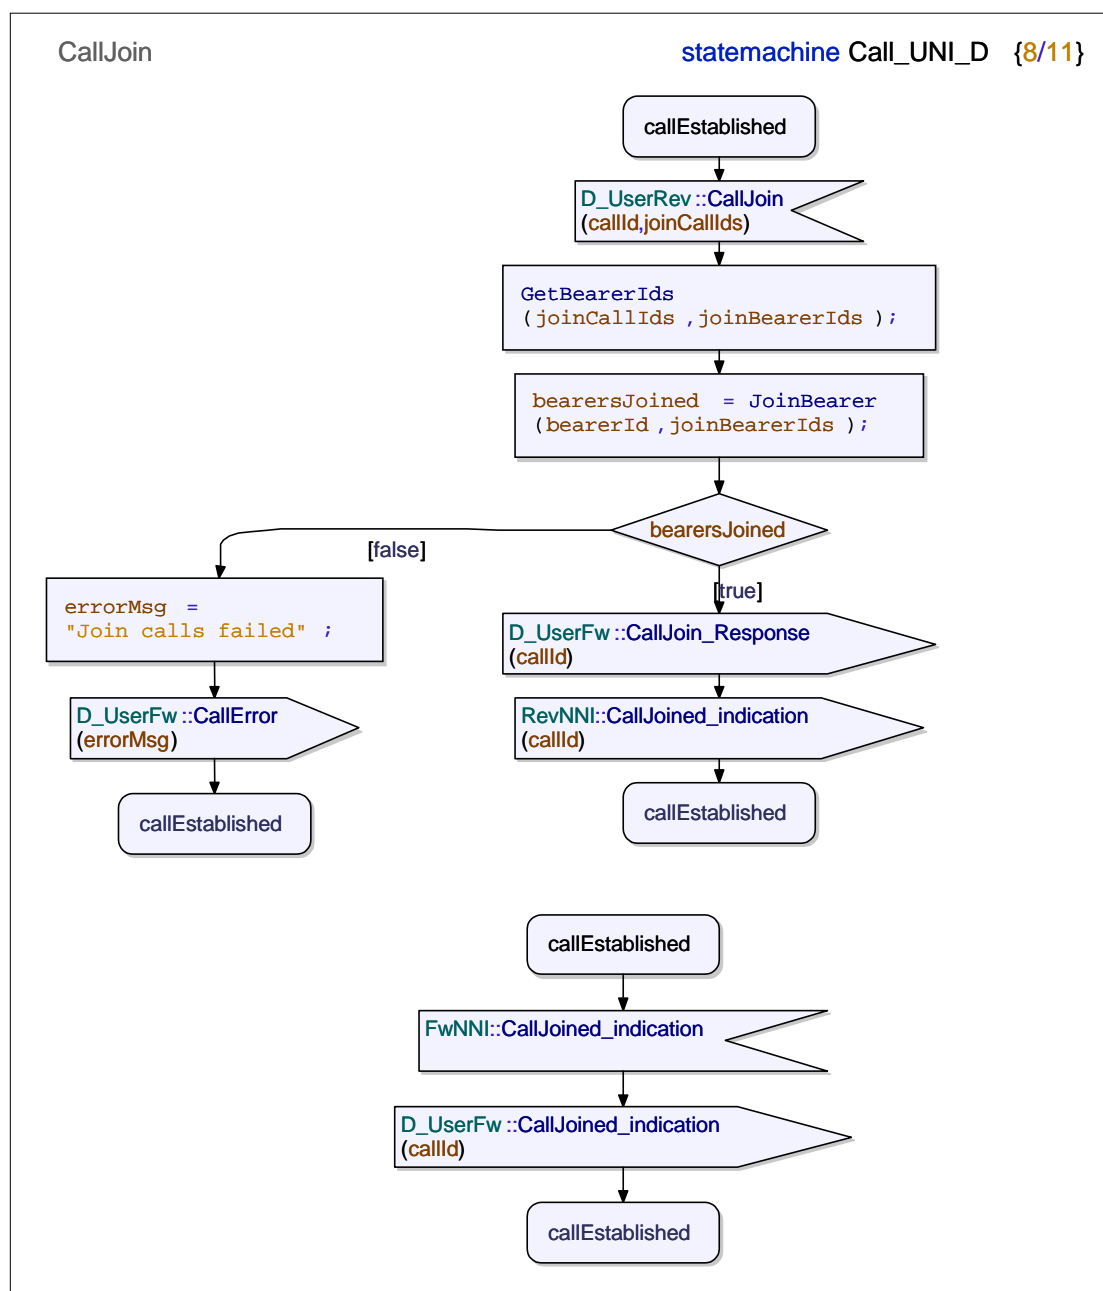 CallJoin
statemachine Call_UNI_D {8/11}
callEstablished
D_UserRev::CallJoin
(callId,joinCallIds)
GetBearerIds
(joinCallIds ,joinBearerIds );
bearersJoined = JoinBearer
(bearerId ,joinBearerIds );
bearersJoined
[false]
[true]
errorMsg =
"Join calls failed" ;
D_UserFw::CallJoin_Response
(callId)
D_UserFw::CallError
(errorMsg)
RevNNI::CallJoined_indication
(callId)
callEstablished
callEstablished
callEstablished
FwNNI::CallJoined_indication
D_UserFw::CallJoined_indication
(callId)
callEstablished